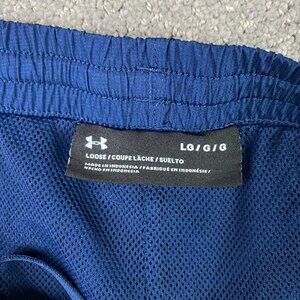 LG/G/G
LOOSE/COUPE LÂCHE/SUELTO
MADE IN INDONESIA/FABRIQUÉ EN INDONÉSIE/
HECHO EN INDONESIA